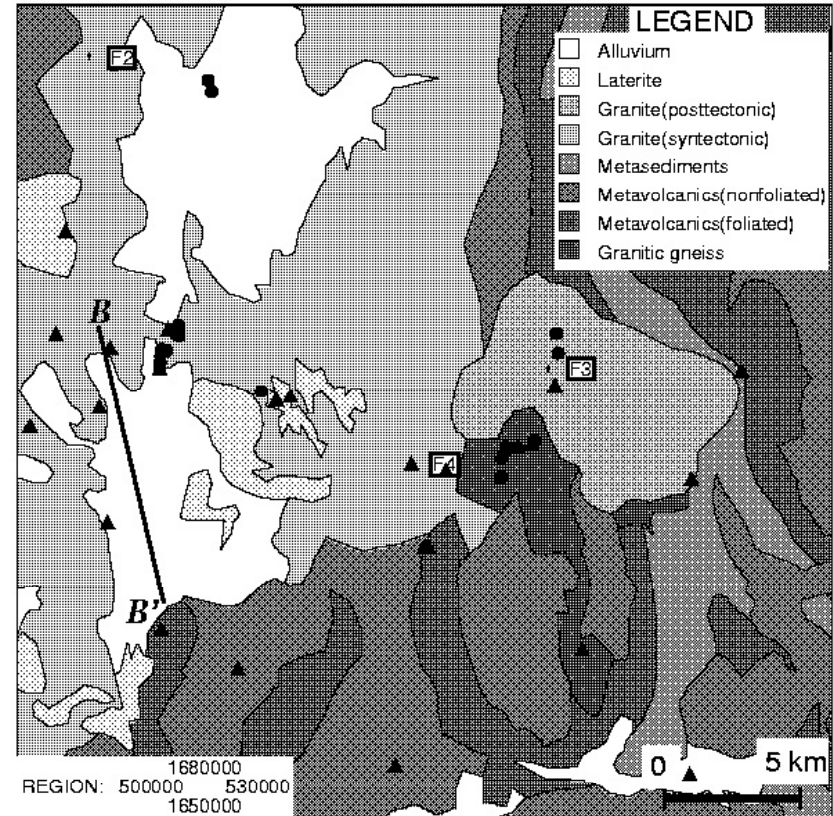 LEGEND
Alluvium
Laterite
Granite(posttectonic)
Granite(syntectonic)
Metasediments
Metavolcanics(nonfoliated)
Metavolcanics(foliated)
Granitic gneiss
F2
B
F3
F4
B'
0 5 km
1680000
REGION: 500000 530000
1650000